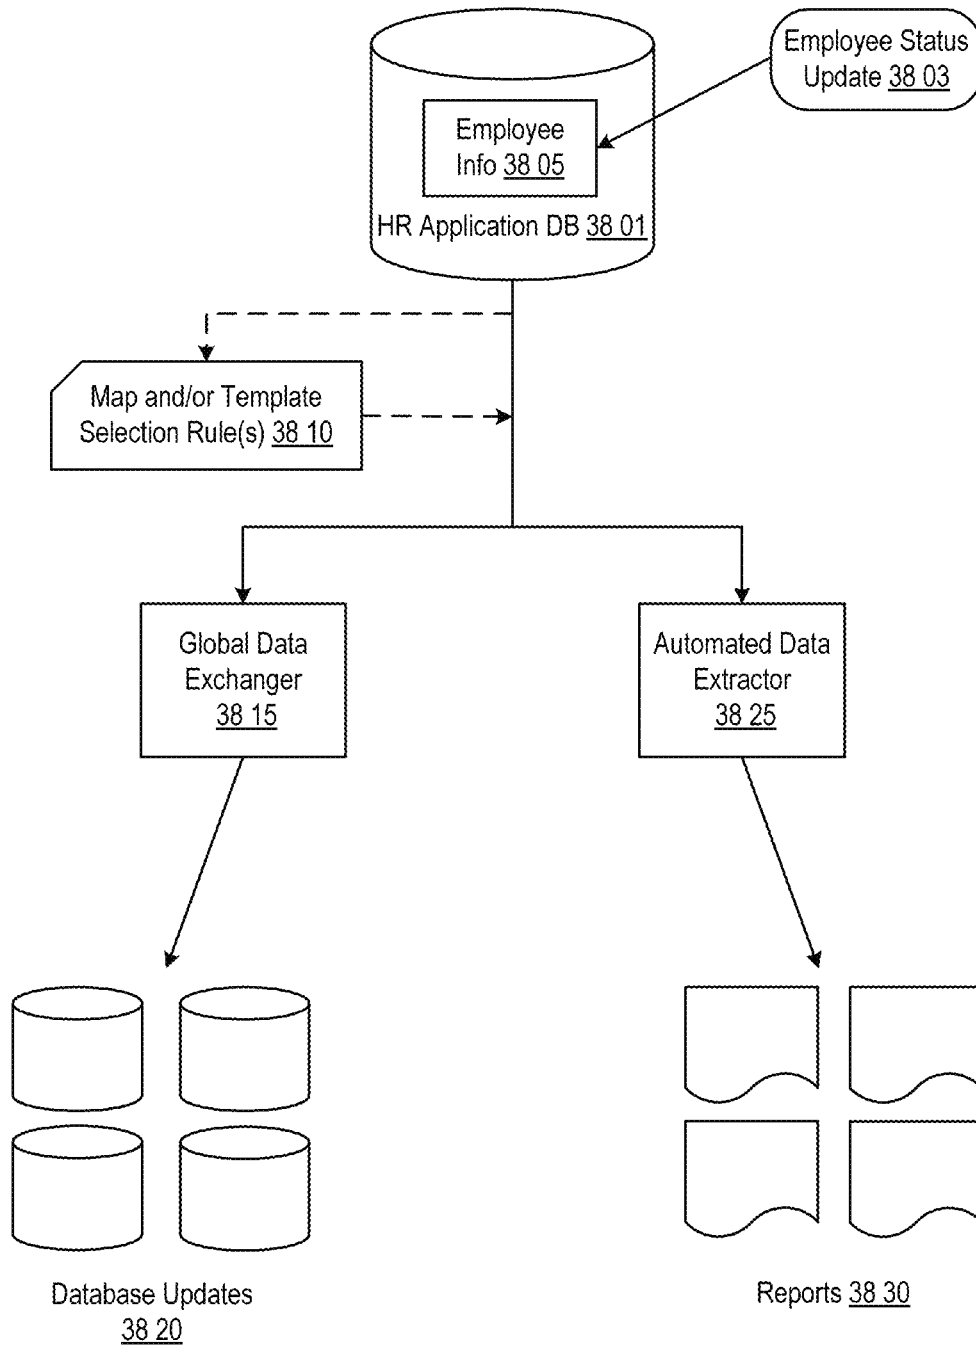 Employee Status
Update 38 03
Employee
Info 38 05
HR Application DB 38 01
Map and/or Template
Selection Rule(s) 38 10
Global Data
Exchanger
38 15
Automated Data
Extractor
38 25
Database Updates
38 20
Reports 38 30